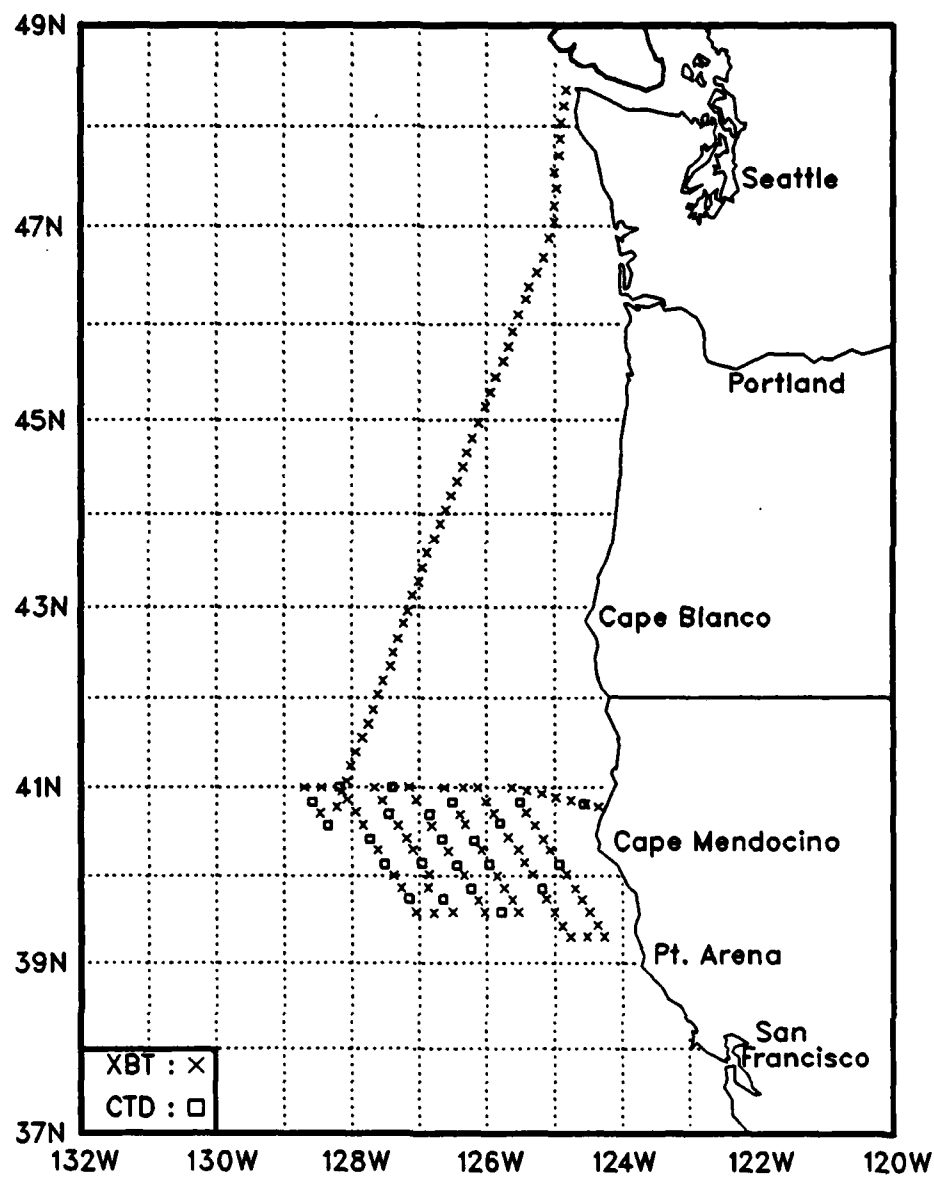 49N
Seattle
47N
Portland
45N
43N
Cape Blanco
41N
Cape Mendocino
39N
Pt. Arena
San
Francisco
XBT : ×
CTD : □
37N
132W 130W 128W 126W 124W 122W 120W